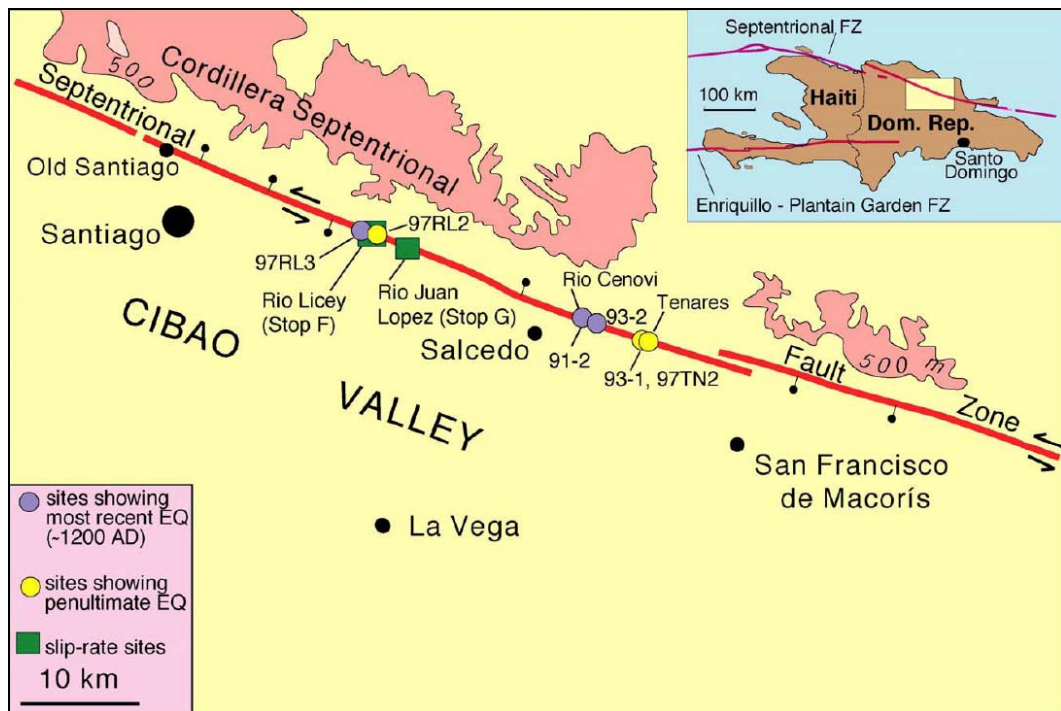 500
Cordillera Septentrional
Septentrional
Old Santiago
Santiago
97RL2
97RL3
Rio Licey
(Stop F)
Rio Juan
Lopez (Stop G)
Rio Cenovi
93-2
Tenares
Salcedo
91-2
93-1, 97TN2
CIBAO
VALLEY
Fault
Zone
500 m
San Francisco
de Macorís
La Vega
Septentrional FZ
100 km
Haiti
Dom. Rep.
Santo
Domingo
Enriquillo - Plantain Garden FZ
sites showing
most recent EQ
(~1200 AD)
sites showing
penultimate EQ
slip-rate sites
10 km